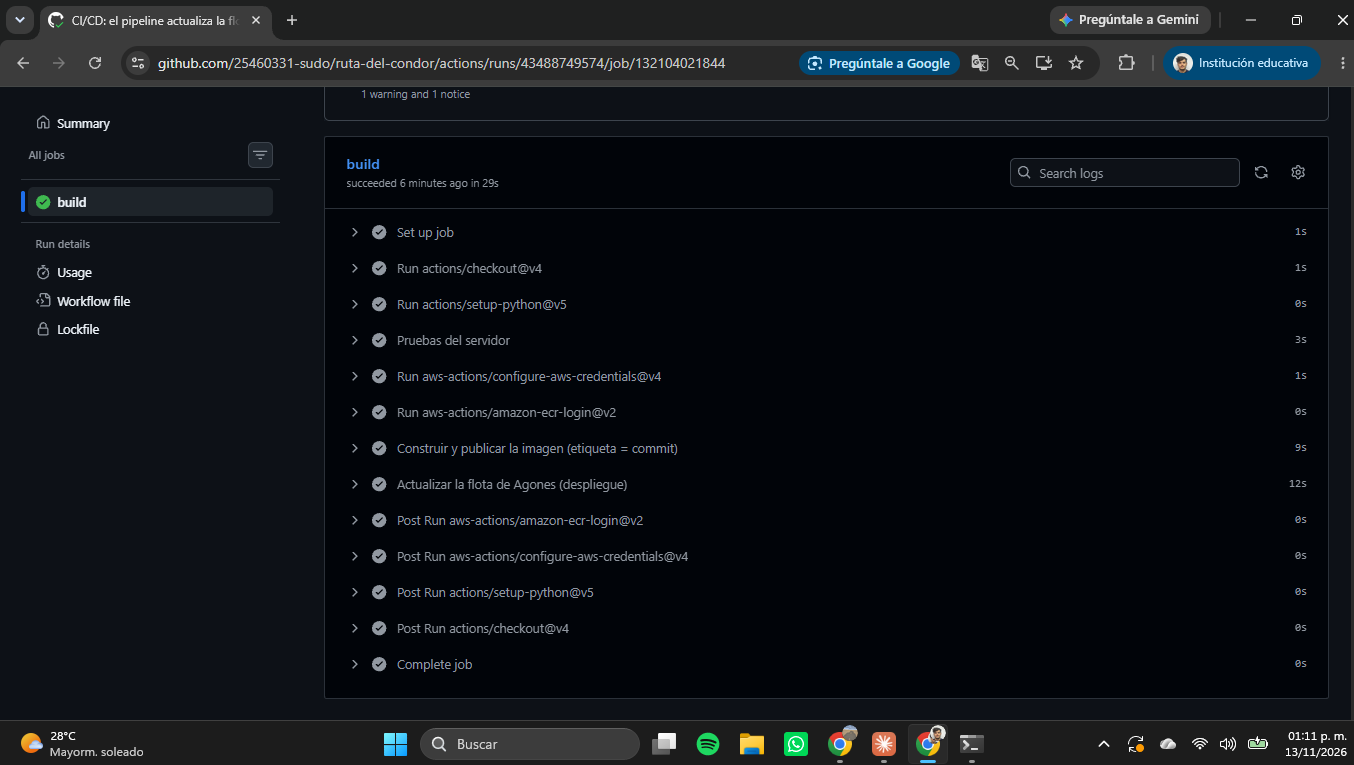 CI/CD: el pipeline actualiza la flo
Pregúntale a Gemini
github.com/25460331-sudo/ruta-del-condor/actions/runs/43488749574/job/132104021844
Pregúntale a Google
Institución educativa
1 warning and 1 notice
Summary
All jobs
build
Run details
Usage
Workflow file
Lockfile
build
succeeded 6 minutes ago in 29s
Search logs
Set up job 1s
Run actions/checkout@v4 1s
Run actions/setup-python@v5 0s
Pruebas del servidor 3s
Run aws-actions/configure-aws-credentials@v4 1s
Run aws-actions/amazon-ecr-login@v2 0s
Construir y publicar la imagen (etiqueta = commit) 9s
Actualizar la flota de Agones (despliegue) 12s
Post Run aws-actions/amazon-ecr-login@v2 0s
Post Run aws-actions/configure-aws-credentials@v4 0s
Post Run actions/setup-python@v5 0s
Post Run actions/checkout@v4 0s
Complete job 0s
28°C
Mayorm. soleado
Buscar
01:11 p. m.
13/11/2026